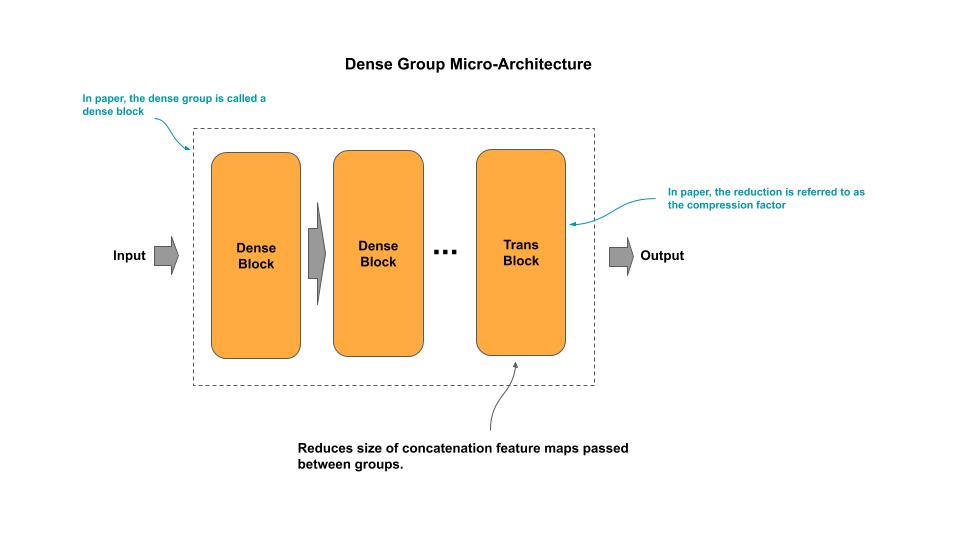 Dense Group Micro-Architecture
In paper, the dense group is called a
dense block
In paper, the reduction is referred to as
the compression factor
Input
Dense
Block
Dense
Block
...
Trans
Block
Output
Reduces size of concatenation feature maps passed
between groups.